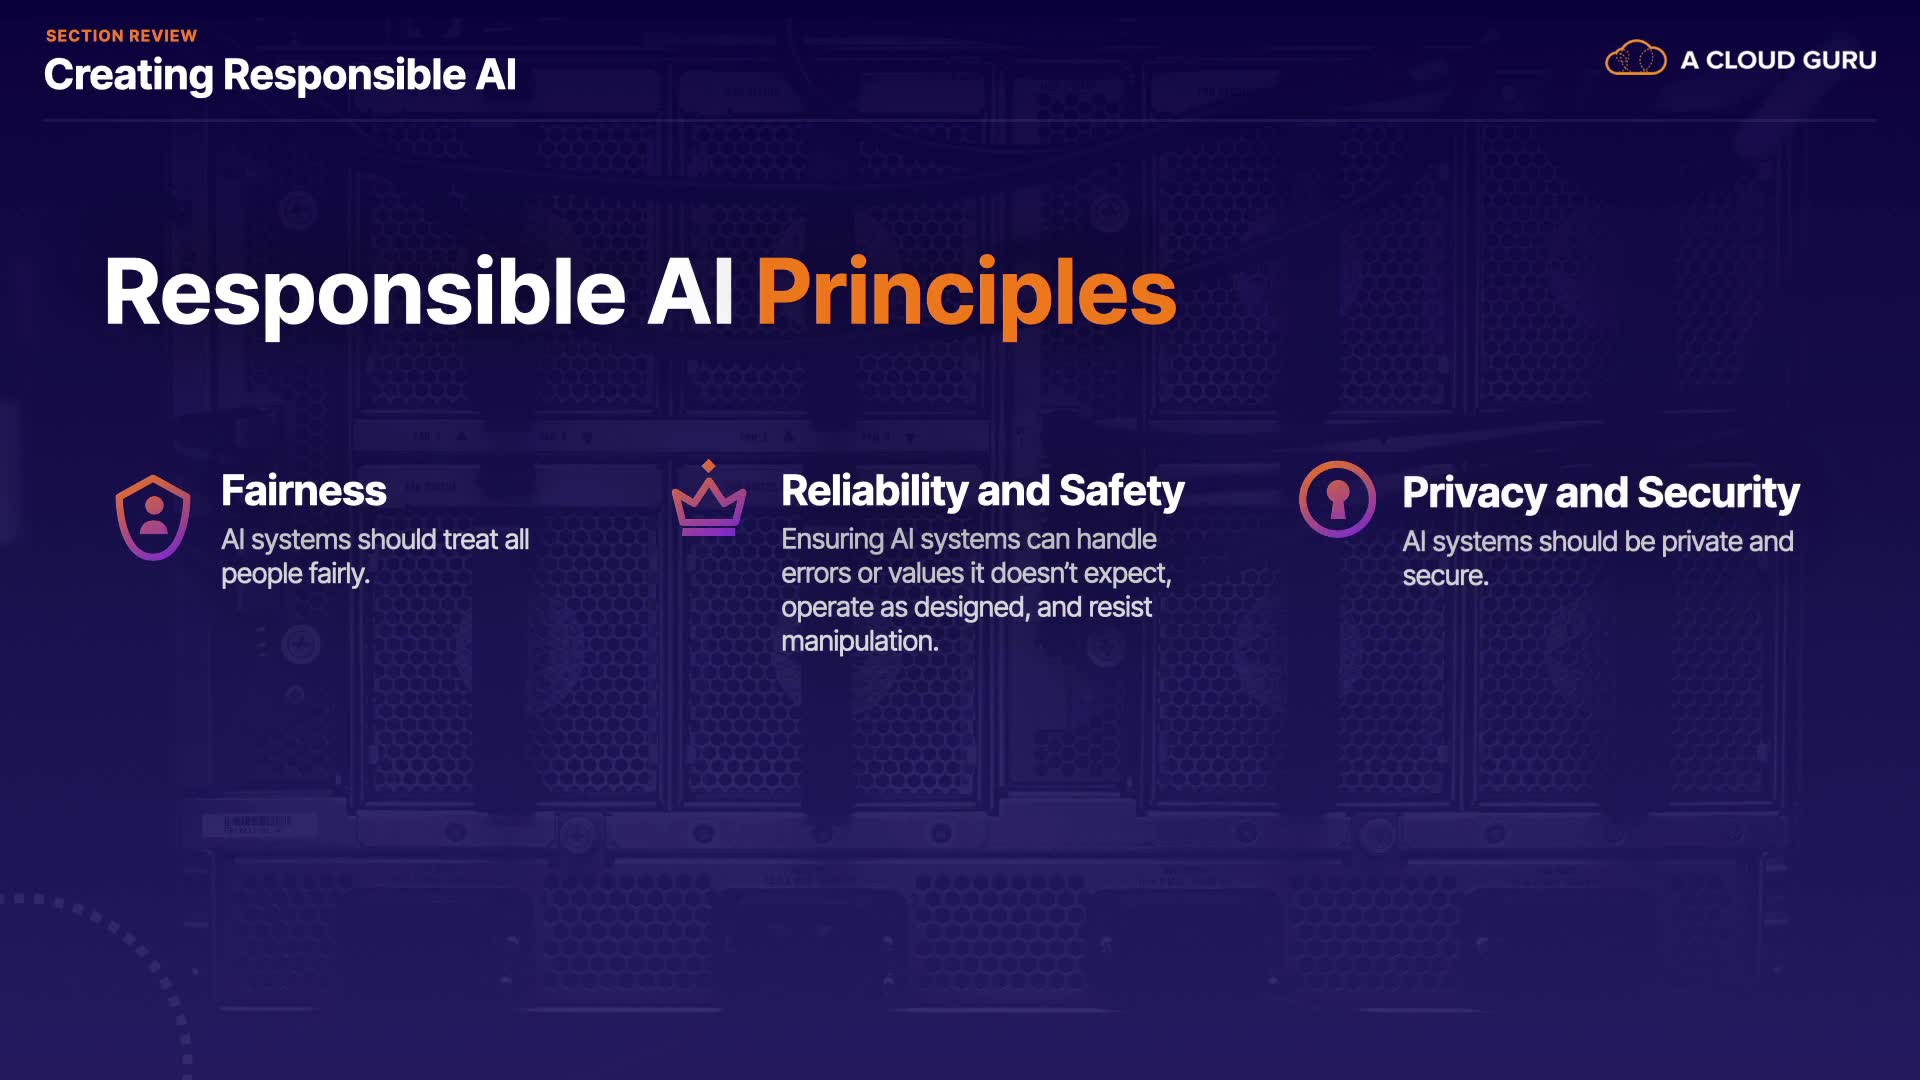 SECTION REVIEW
Creating Responsible AI
A CLOUD GURU
Responsible AI Principles
Fairness
AI systems should treat all
people fairly.
Reliability and Safety
Ensuring AI systems can handle
errors or values it doesn't expect,
operate as designed, and resist
manipulation.
Privacy and Security
AI systems should be private and
secure.